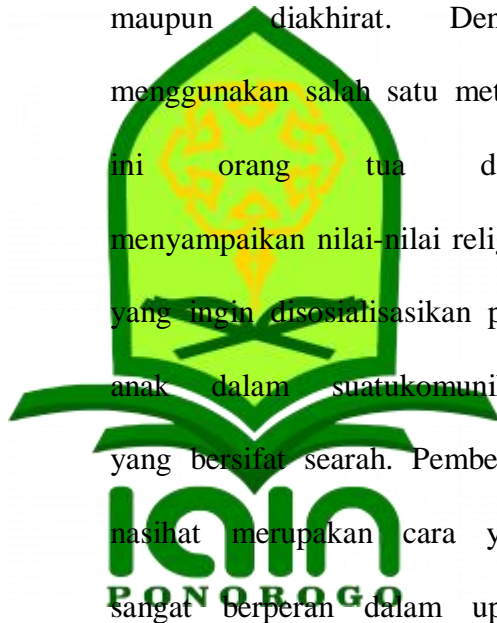 maupun diakhirat. Den
menggunakan salah satu met
ini orang tua d
menyampaikan nilai-nilai relig
yang ingin disosialisasikan p
anak dalam suatukomuni
yang bersifat searah. Pembe
nasihat merupakan cara y
sangat berperan dalam up
iain
PONOROGO